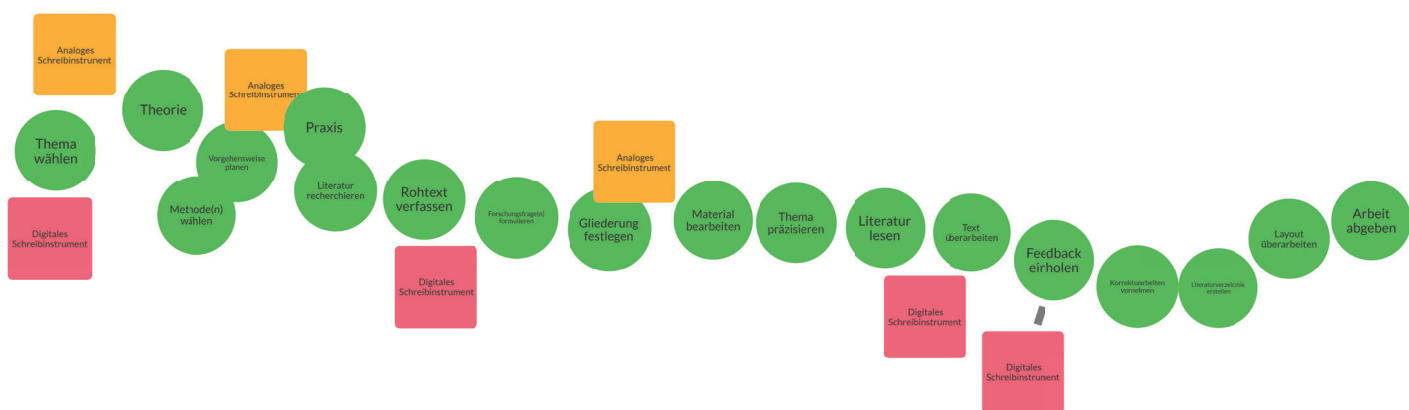 Analoges
Schreibinstrument
Thema
wählen
Digitales
Schreibinstrument
Theorie
Methode(n)
wählen
Vorgehensweise
planen
Analoges
Schreibinstrument
Praxis
Literatur
recherchieren
Rohtext
verfassen
Digitales
Schreibinstrument
Forschungsfrage(n)
formulieren
Analoges
Schreibinstrument
Gliederung
festlegen
Material
bearbeiten
Thema
präzisieren
Literatur
lesen
Digitales
Schreibinstrument
Text
überarbeiten
Feedback
einholen
Digitales
Schreibinstrument
Korrekturarbeiten
vornehmen
Literaturverzeichnis
erstellen
Layout
überarbeiten
Arbeit
abgeben